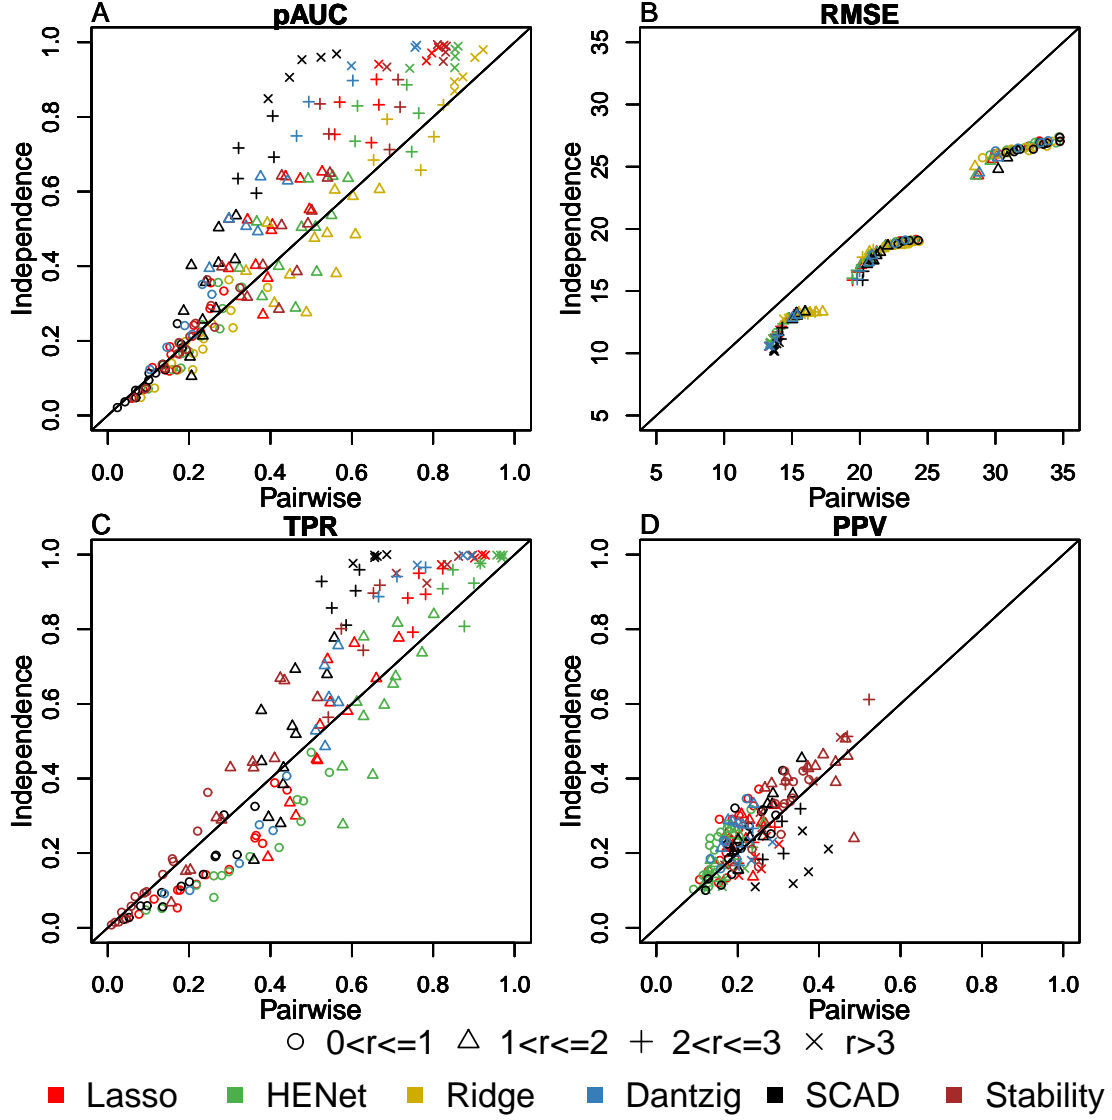 A
pAUC
0.0 0.2 0.4 0.6 0.8 1.0
Independence
0.0 0.2 0.4 0.6 0.8 1.0
Pairwise
B
RMSE
5 10 15 20 25 30 35
Independence
5 10 15 20 25 30 35
Pairwise
C
TPR
0.0 0.2 0.4 0.6 0.8 1.0
Independence
0.0 0.2 0.4 0.6 0.8 1.0
Pairwise
D
PPV
0.0 0.2 0.4 0.6 0.8 1.0
Independence
0.0 0.2 0.4 0.6 0.8 1.0
Pairwise
0<r<=1 1<r<=2 2<r<=3 r>3
Lasso HENet Ridge Dantzig SCAD Stability